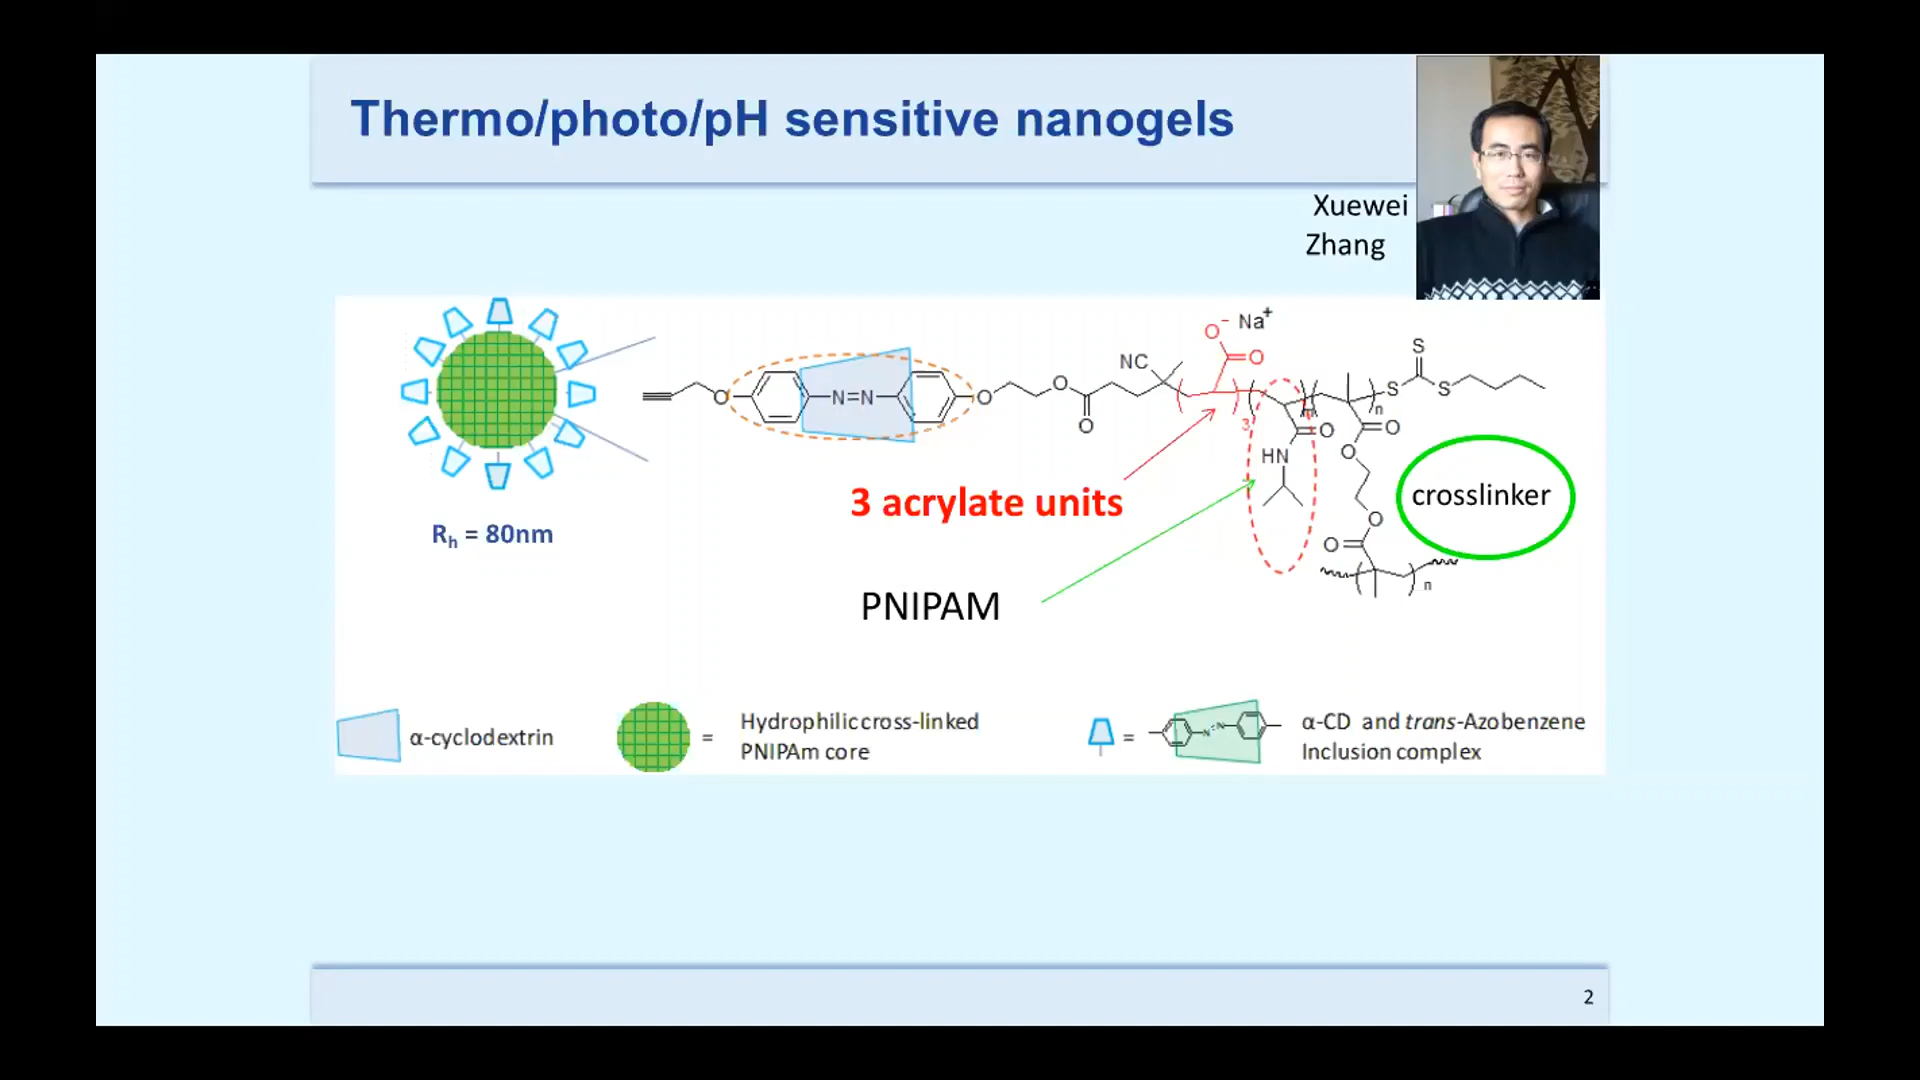 Thermo/photo/pH sensitive nanogels
Xuewei
Zhang
O⁻ Na⁺
O
S
NC
S
S
O
N=N
O
O
O
3
n
O
O
HN
O
O
3 acrylate units
crosslinker
O
Rₕ = 80nm
O
n
PNIPAM
α-cyclodextrin
=
Hydrophilic cross-linked
PNIPAm core
=
N=N
α-CD and trans-Azobenzene
Inclusion complex
2